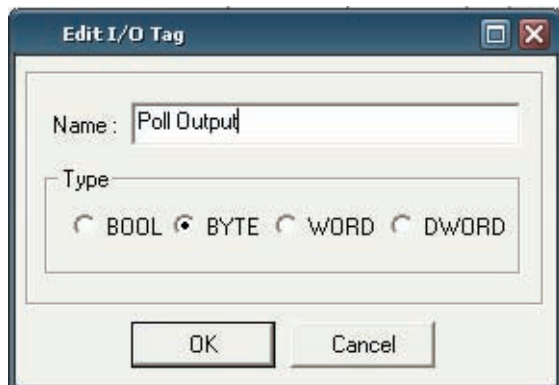 Edit I/O Tag
Name : Poll Output
Type
BOOL BYTE WORD DWORD
OK Cancel